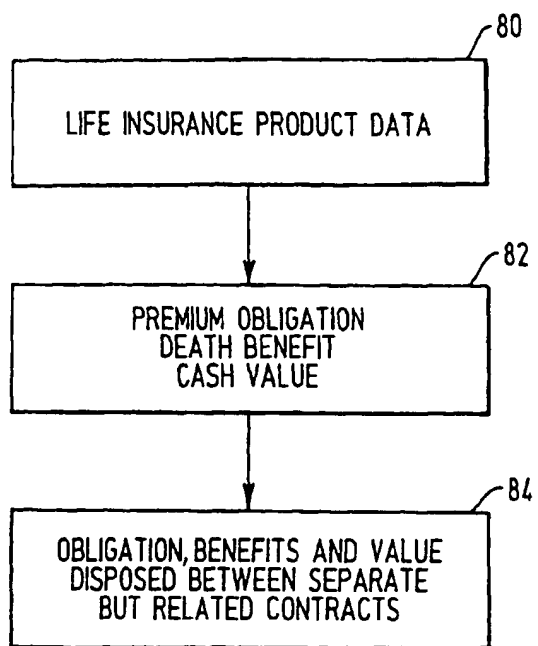 80
LIFE INSURANCE PRODUCT DATA
82
PREMIUM OBLIGATION
DEATH BENEFIT
CASH VALUE
84
OBLIGATION, BENEFITS AND VALUE
DISPOSED BETWEEN SEPARATE
BUT RELATED CONTRACTS